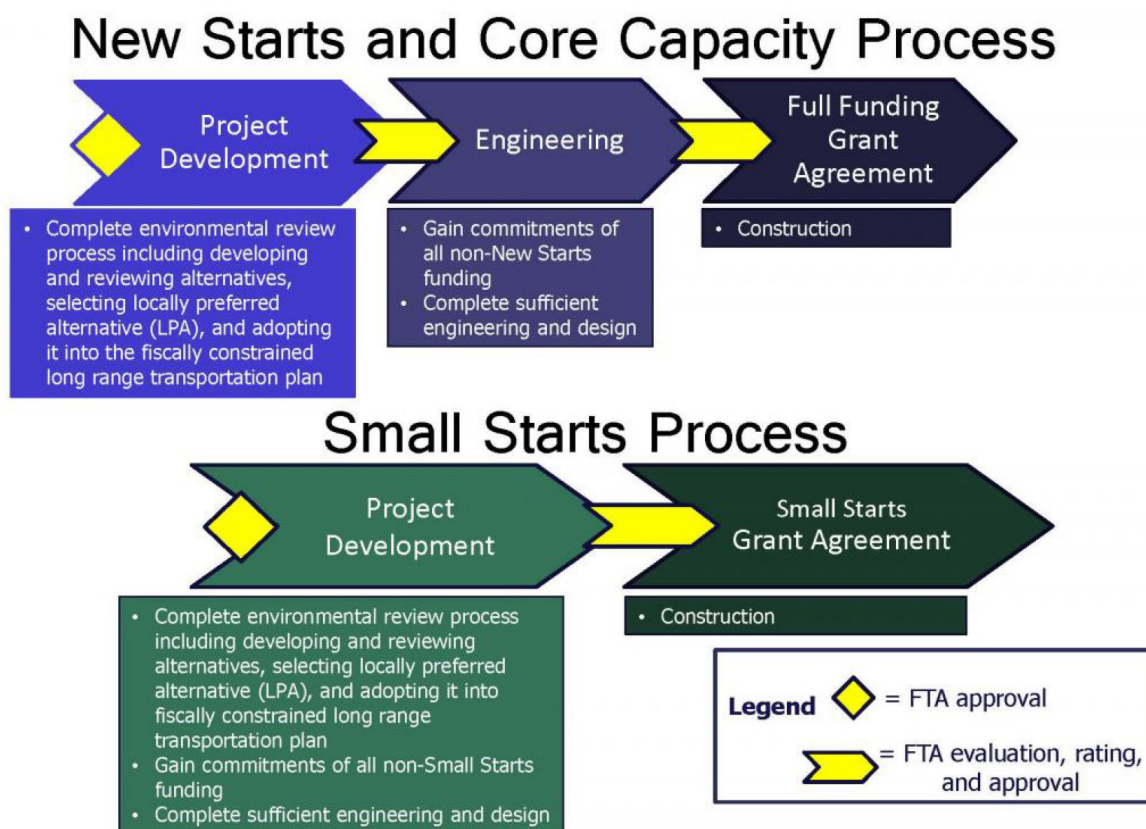 New Starts and Core Capacity Process
Project
Development
Engineering
Full Funding
Grant
Agreement
• Complete environmental review
process including developing
and reviewing alternatives,
selecting locally preferred
alternative (LPA), and adopting
it into the fiscally constrained
long range transportation plan
• Gain commitments of
all non-New Starts
funding
• Complete sufficient
engineering and design
• Construction
Small Starts Process
Project
Development
Small Starts
Grant Agreement
• Complete environmental review process
including developing and reviewing
alternatives, selecting locally preferred
alternative (LPA), and adopting it into
fiscally constrained long range
transportation plan
• Gain commitments of all non-Small Starts
funding
• Complete sufficient engineering and design
• Construction
Legend
= FTA approval
= FTA evaluation, rating,
and approval